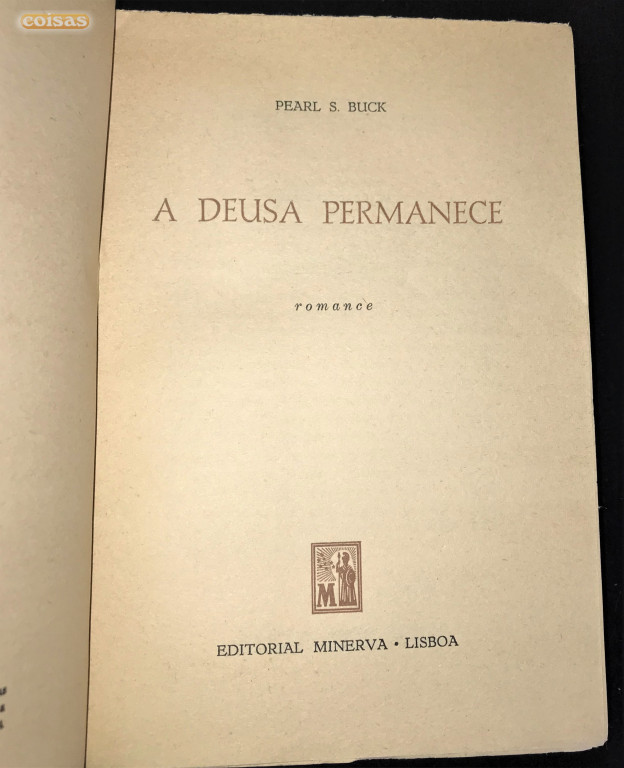 coisas
PEARL S. BUCK
A DEUSA PERMANECE
romance
M
EDITORIAL MINERVA • LISBOA